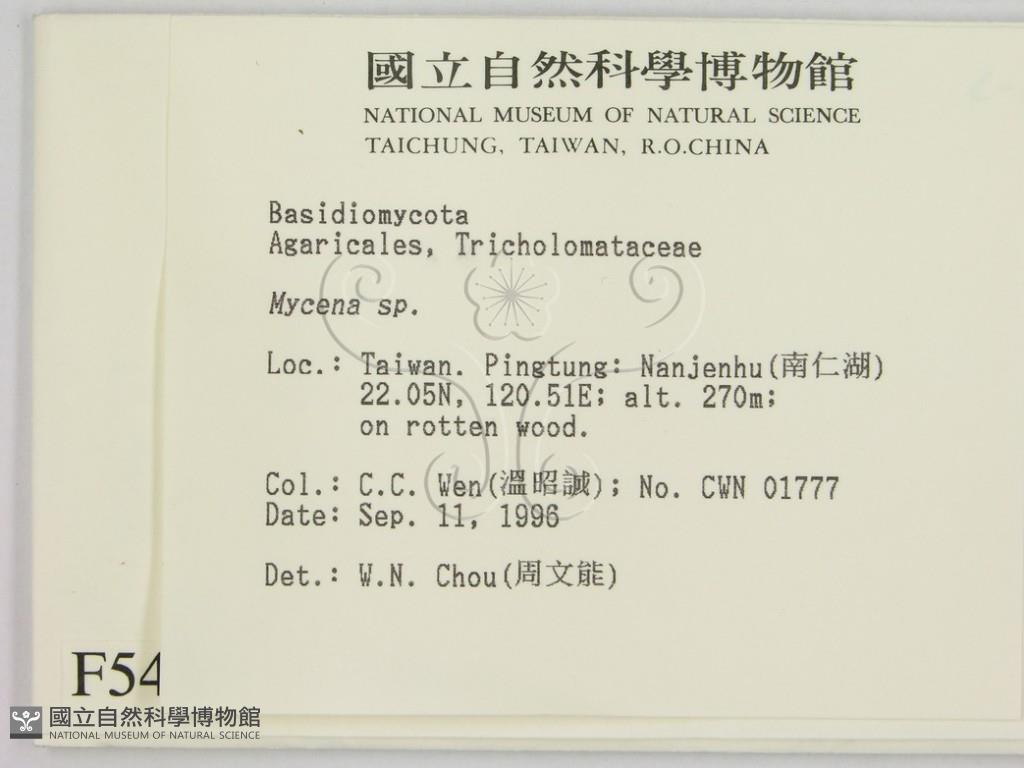 國立自然科學博物館
NATIONAL MUSEUM OF NATURAL SCIENCE
TAICHUNG, TAIWAN, R.O.CHINA
Basidiomycota
Agaricales, Tricholomataceae
Mycena sp.
Loc.: Taiwan. Pingtung: Nanjenhu(南仁湖)
22.05N, 120.51E; alt. 270m;
on rotten wood.
Col.: C.C. Wen(溫昭誠); No. CWN 01777
Date: Sep. 11, 1996
Det.: W.N. Chou(周文能)
F54
國立自然科學博物館
NATIONAL MUSEUM OF NATURAL SCIENCE